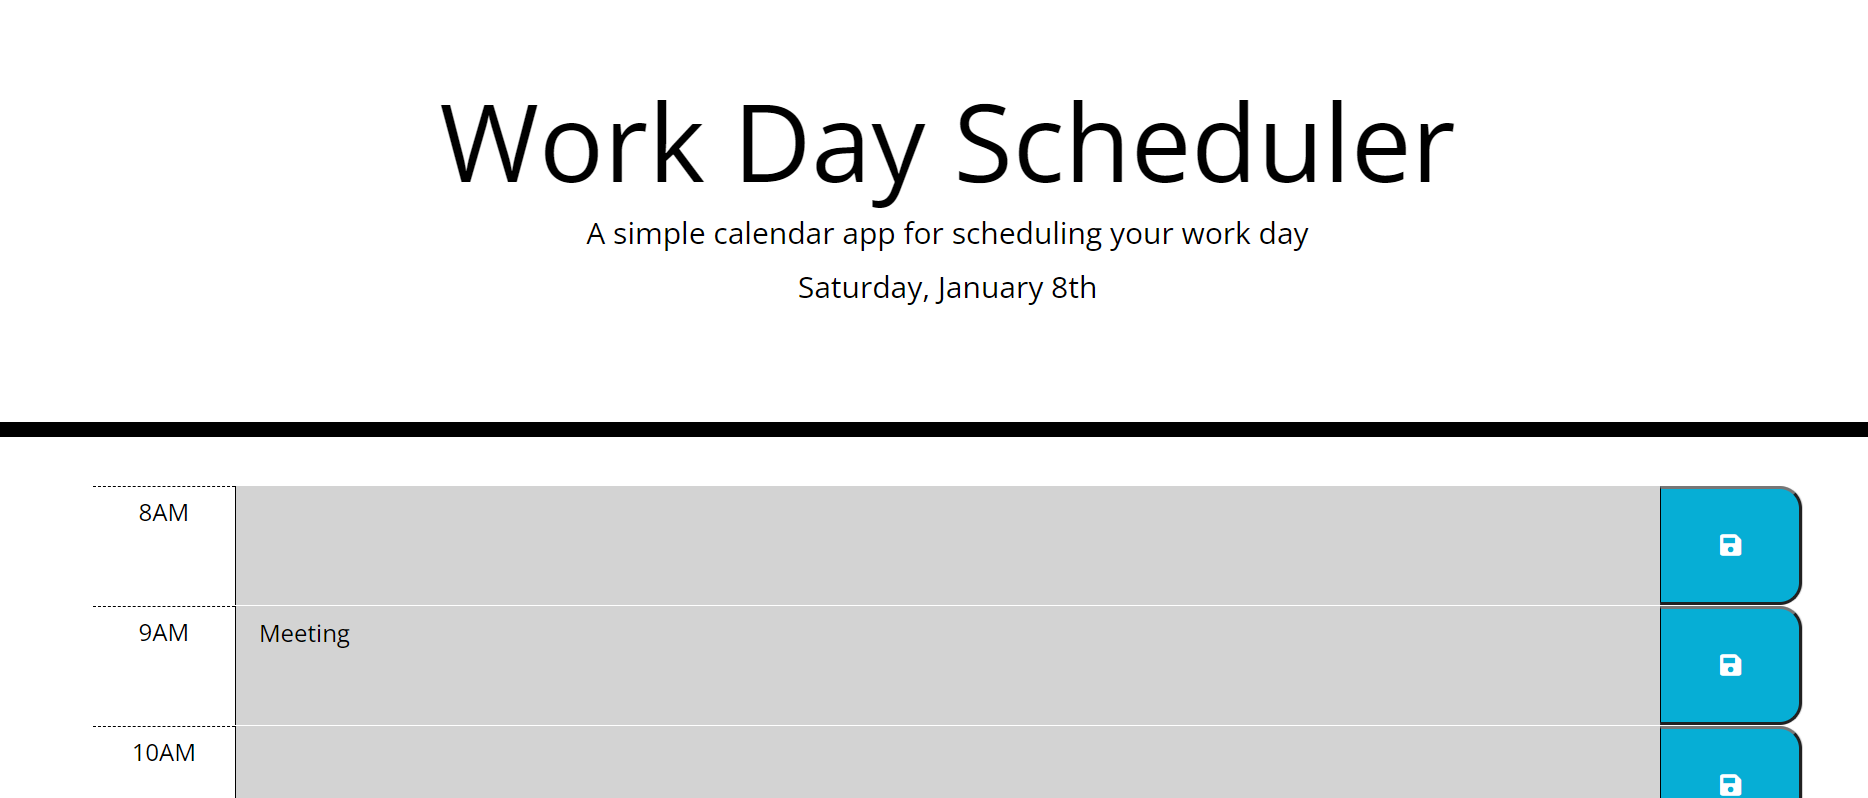 Work Day Scheduler
A simple calendar app for scheduling your work day
Saturday, January 8th
8AM
9AM
Meeting
10AM